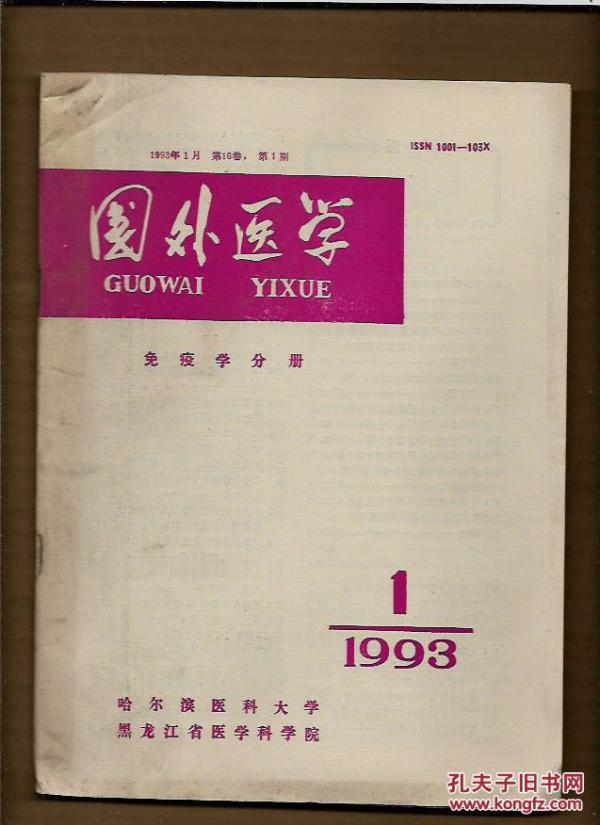 ISSN 1001—103X
1993年1月 第16卷,第1期
国外医学
GUOWAI YIXUE
免疫学分册
1
1993
哈尔滨医科大学
黑龙江省医学科学院
孔夫子旧书网
www.kongfz.com